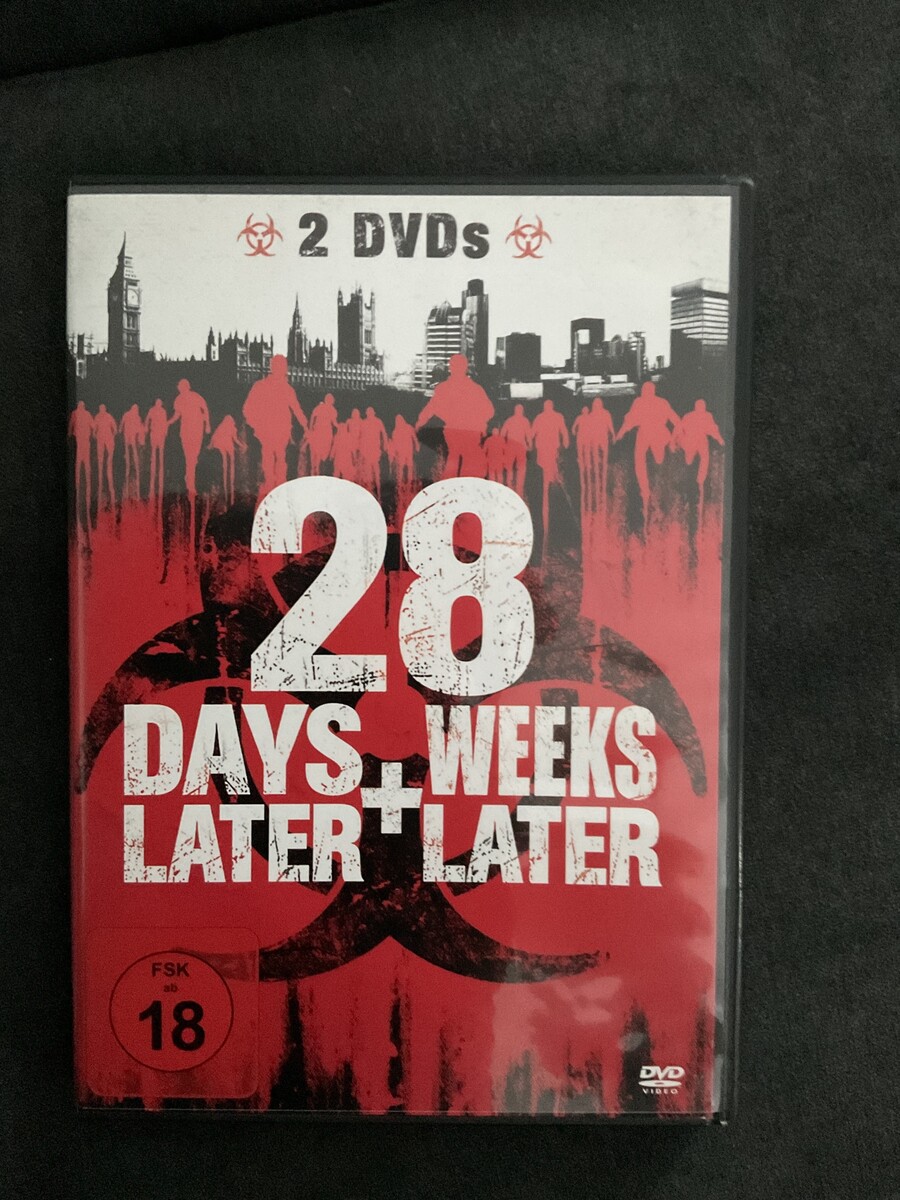 2 DVDs
28
DAYS + WEEKS
LATER LATER
FSK
ab
18
DVD
VIDEO